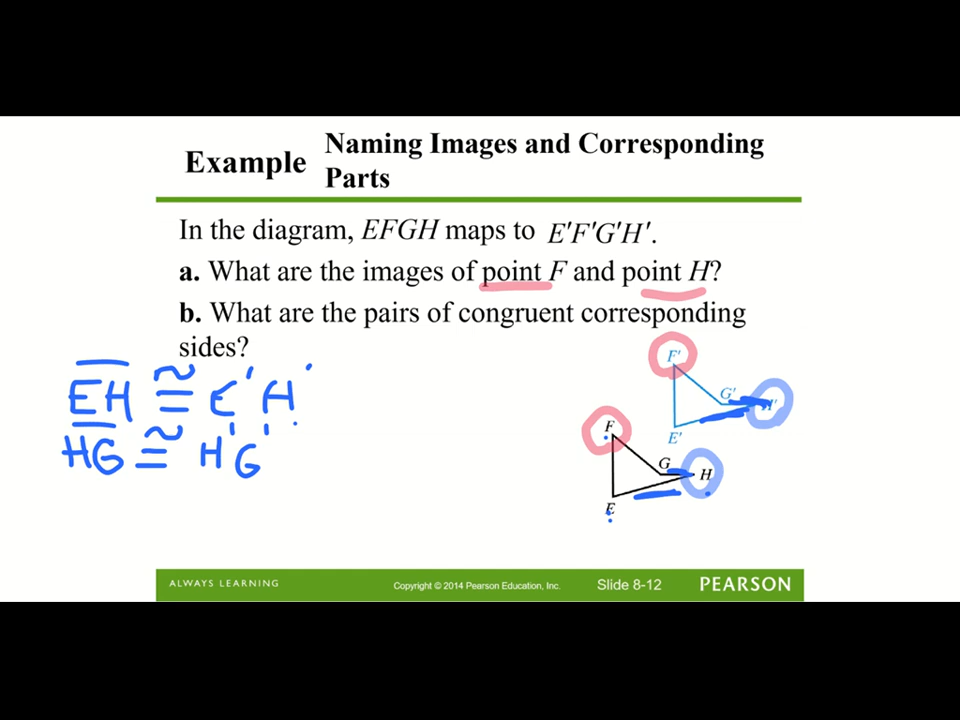 Example Naming Images and Corresponding
Parts
In the diagram, EFGH maps to E′F′G′H′.
a. What are the images of point F and point H?
b. What are the pairs of congruent corresponding
sides?
EH ≅ E'H'
HG ≅ H'G'
F'
G'
H'
E'
F
G
H
E
ALWAYS LEARNING
Copyright © 2014 Pearson Education, Inc.
Slide 8-12
PEARSON